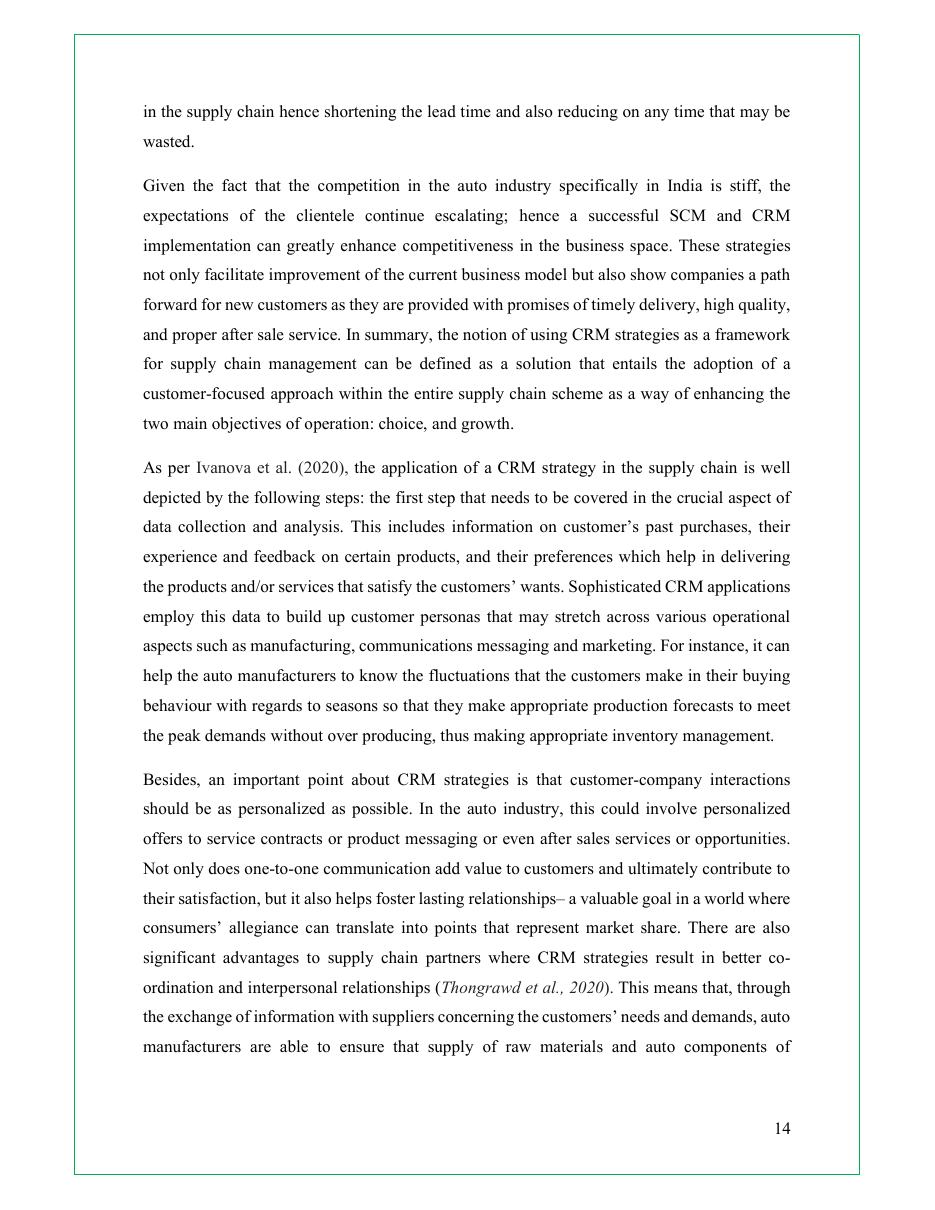 in the supply chain hence shortening the lead time and also reducing on any time that may be
wasted.
Given the fact that the competition in the auto industry specifically in India is stiff, the
expectations of the clientele continue escalating; hence a successful SCM and CRM
implementation can greatly enhance competitiveness in the business space. These strategies
not only facilitate improvement of the current business model but also show companies a path
forward for new customers as they are provided with promises of timely delivery, high quality,
and proper after sale service. In summary, the notion of using CRM strategies as a framework
for supply chain management can be defined as a solution that entails the adoption of a
customer-focused approach within the entire supply chain scheme as a way of enhancing the
two main objectives of operation: choice, and growth.
As per Ivanova et al. (2020), the application of a CRM strategy in the supply chain is well
depicted by the following steps: the first step that needs to be covered in the crucial aspect of
data collection and analysis. This includes information on customer’s past purchases, their
experience and feedback on certain products, and their preferences which help in delivering
the products and/or services that satisfy the customers’ wants. Sophisticated CRM applications
employ this data to build up customer personas that may stretch across various operational
aspects such as manufacturing, communications messaging and marketing. For instance, it can
help the auto manufacturers to know the fluctuations that the customers make in their buying
behaviour with regards to seasons so that they make appropriate production forecasts to meet
the peak demands without over producing, thus making appropriate inventory management.
Besides, an important point about CRM strategies is that customer-company interactions
should be as personalized as possible. In the auto industry, this could involve personalized
offers to service contracts or product messaging or even after sales services or opportunities.
Not only does one-to-one communication add value to customers and ultimately contribute to
their satisfaction, but it also helps foster lasting relationships– a valuable goal in a world where
consumers’ allegiance can translate into points that represent market share. There are also
significant advantages to supply chain partners where CRM strategies result in better co-
ordination and interpersonal relationships (Thongrawd et al., 2020). This means that, through
the exchange of information with suppliers concerning the customers’ needs and demands, auto
manufacturers are able to ensure that supply of raw materials and auto components of
14